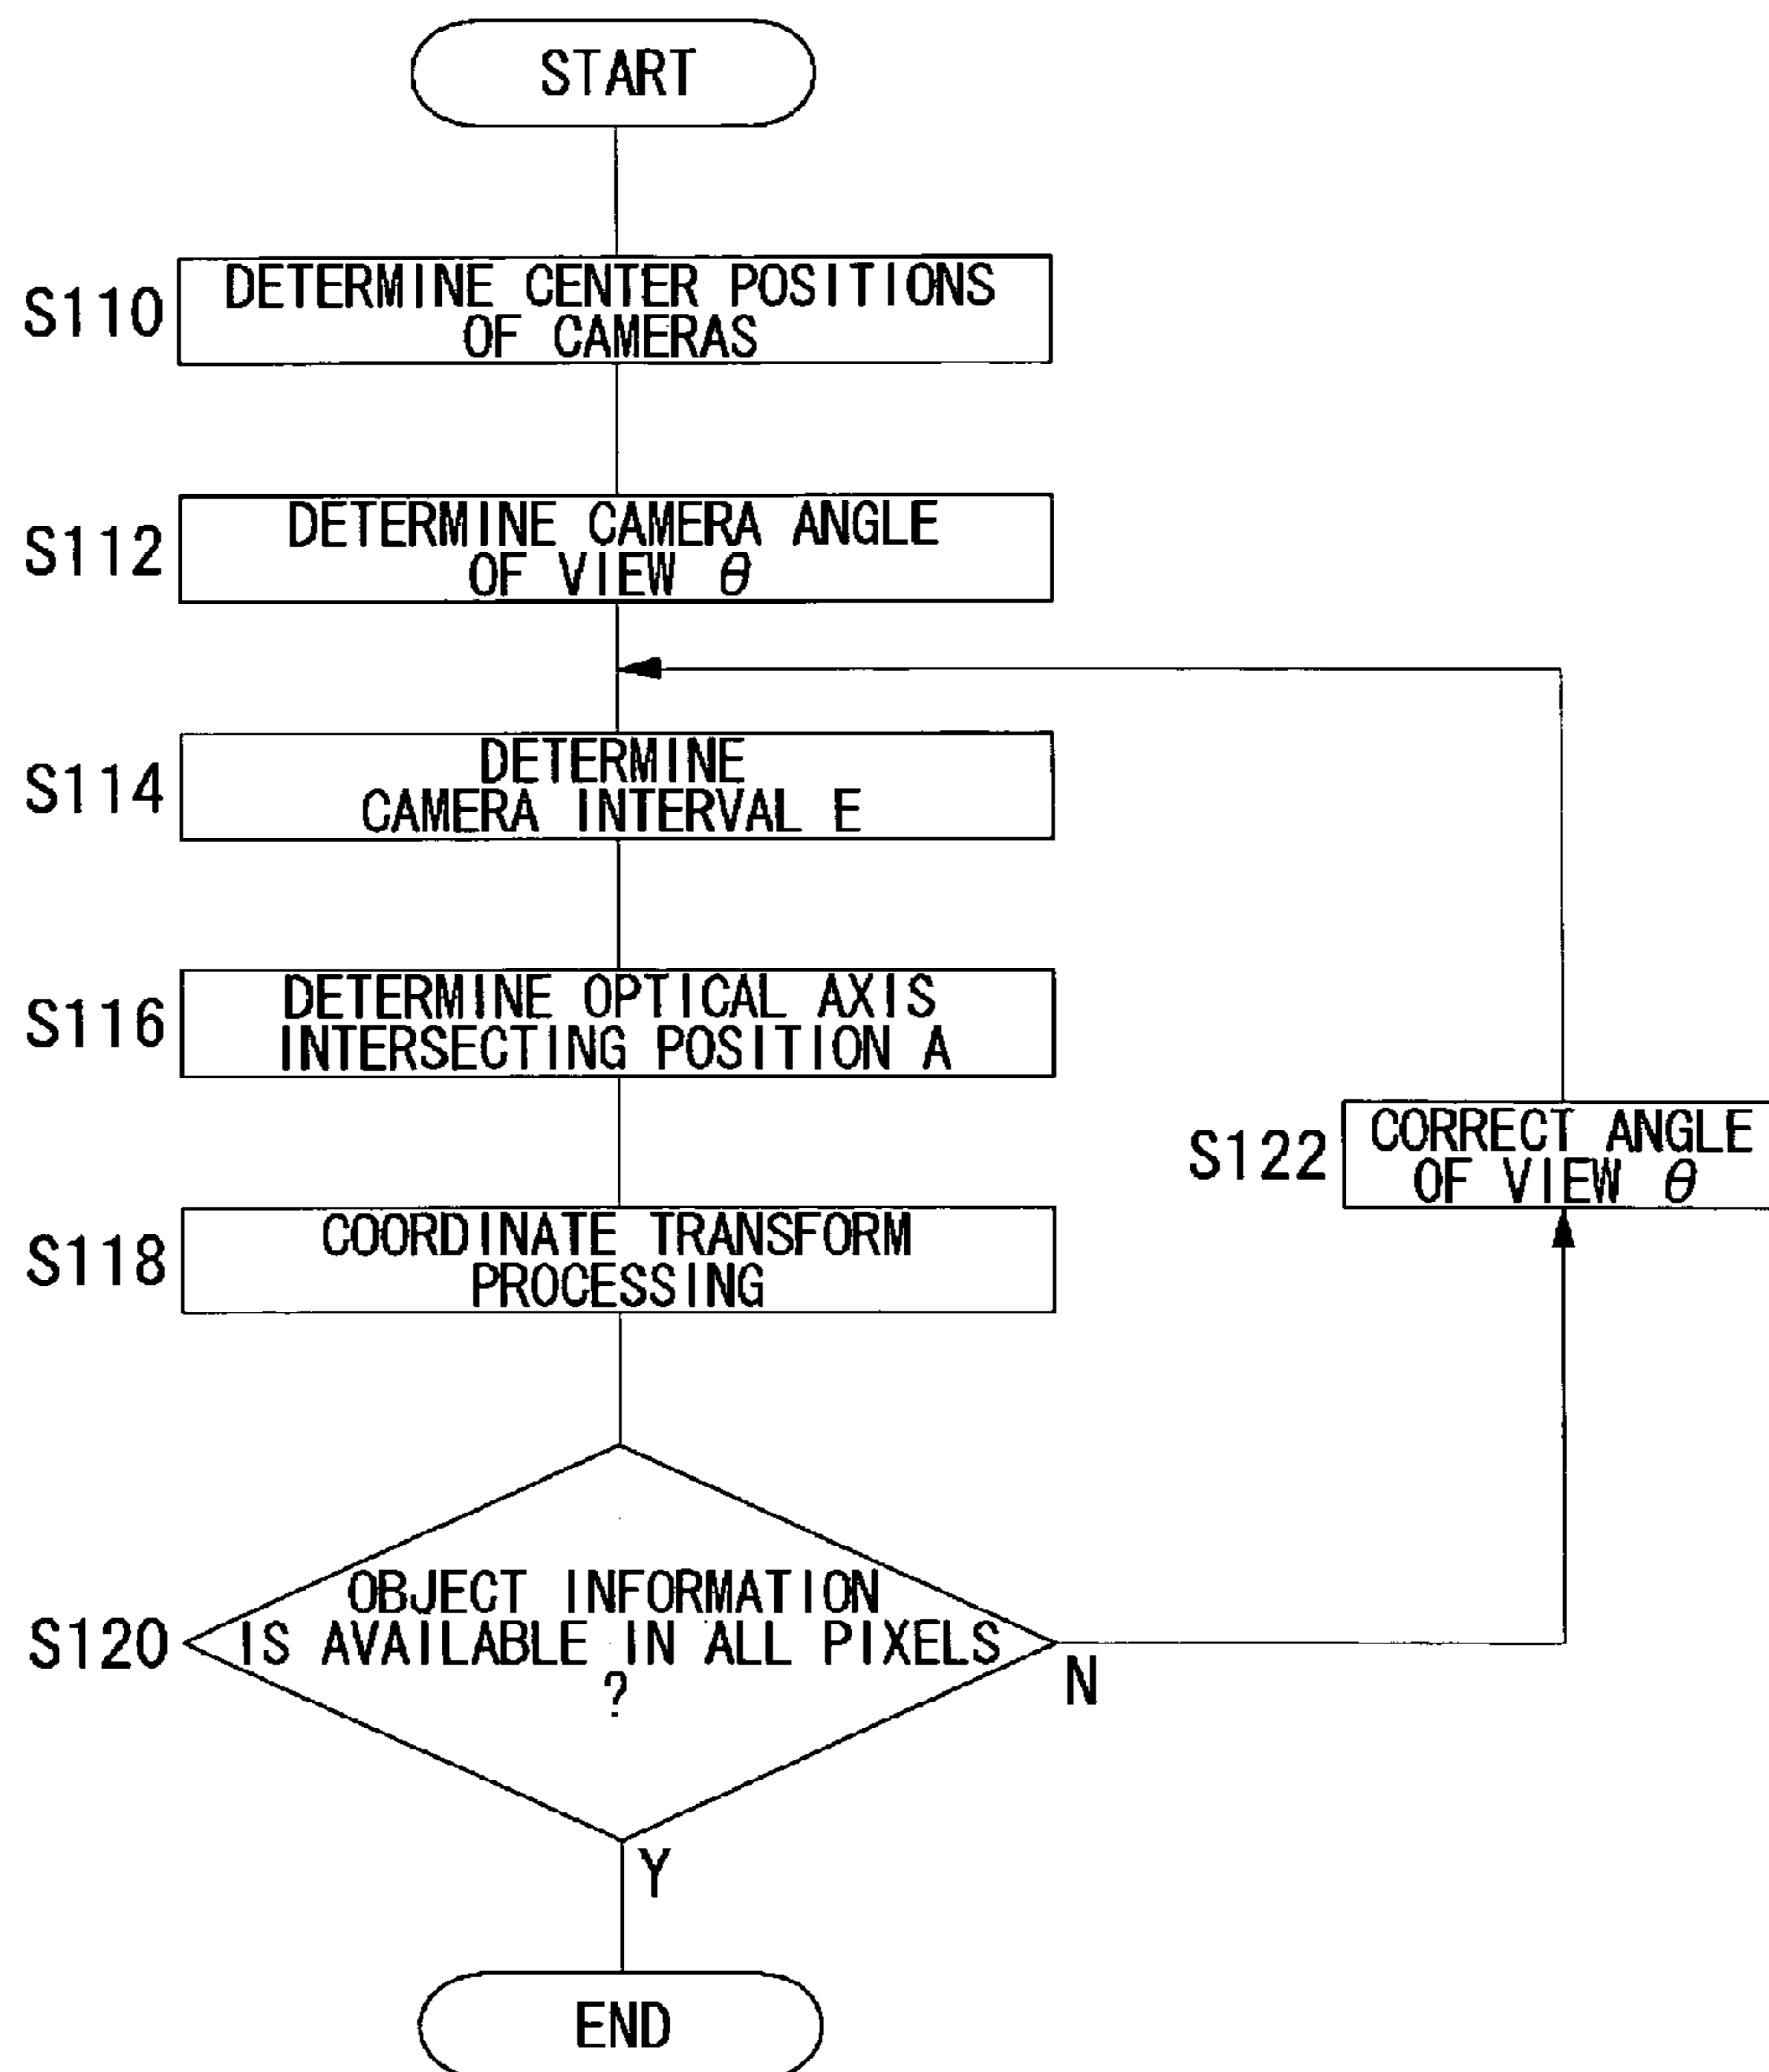 START
S110
DETERMINE CENTER POSITIONS
OF CAMERAS
S112
DETERMINE CAMERA ANGLE
OF VIEW θ
S114
DETERMINE
CAMERA INTERVAL E
S116
DETERMINE OPTICAL AXIS
INTERSECTING POSITION A
S122
CORRECT ANGLE
OF VIEW θ
S118
COORDINATE TRANSFORM
PROCESSING
S120
OBJECT INFORMATION
IS AVAILABLE IN ALL PIXELS
?
N
Y
END